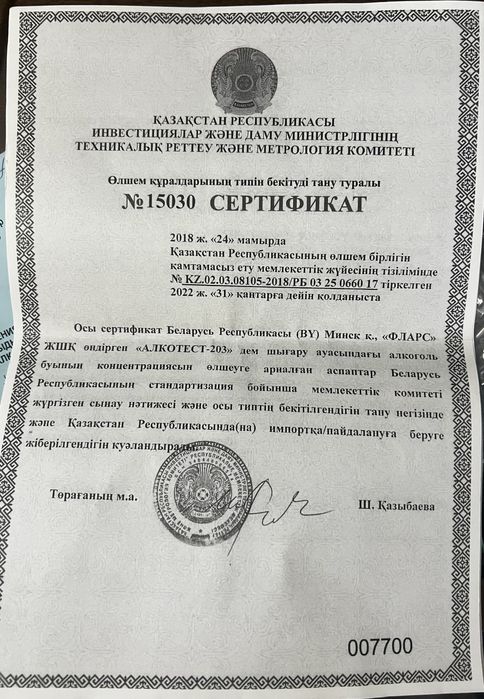 ҚАЗАҚСТАН РЕСПУБЛИКАСЫ
ИНВЕСТИЦИЯЛАР ЖӘНЕ ДАМУ МИНИСТРЛІГІНІҢ
ТЕХНИКАЛЫҚ РЕТТЕУ ЖӘНЕ МЕТРОЛОГИЯ КОМИТЕТІ
Өлшем құралдарының типін бекітуді тану туралы
№15030 СЕРТИФИКАТ
2018 ж. «24» мамырда
Қазақстан Республикасының өлшем бірлігін
қамтамасыз ету мемлекеттік жүйесінің тізілімінде
№ KZ.02.03.08105-2018/РБ 03 25 0660 17 тіркелген
2022 ж. «31» қаңтарға дейін қолданыста
Осы сертификат Беларусь Республикасы (BY) Минск қ., «ФЛАРС»
ЖШҚ өндірген «АЛКОТЕСТ-203» дем шығару ауасындағы алкоголь
буының концентрациясын өлшеуге арналған аспаптар Беларусь
Республикасының стандартизация бойынша мемлекеттік комитеті
жүргізген сынау нәтижесі және осы типтің бекітілгендігін тану негізінде
және Қазақстан Республикасында(на) импортқа/пайдалануға беруге
жіберілгендігін куәландырады.
Төрағаның м.а.
Ш. Қазыбаева
007700